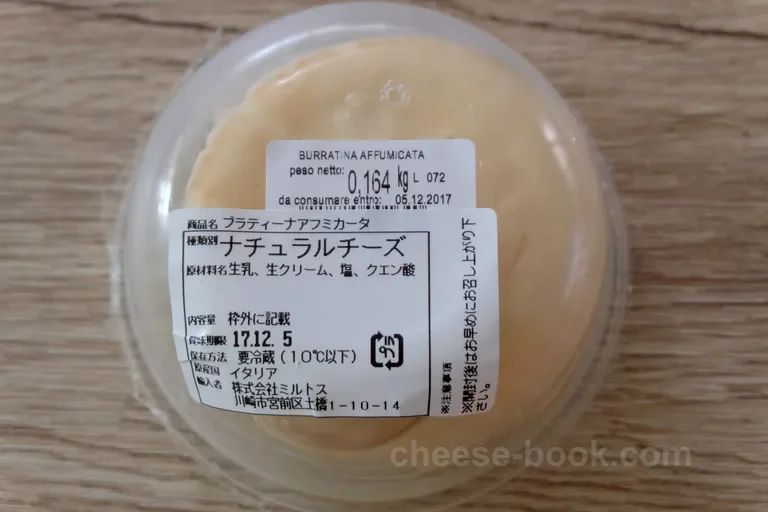 BURRATINA AFFUMICATA
peso netto: 0,164 kg L 072
da consumare entro: 05.12.2017
商品名 ブラティーナアフミカータ
種類別 ナチュラルチーズ
原材料名 生乳、生クリーム、塩、クエン酸
内容量 枠外に記載
賞味期限 17.12. 5
保存方法 要冷蔵(10℃以下)
プラ
原産国 イタリア
輸入者 株式会社ミルトス
川崎市宮前区土橋1-10-14
※注意事項
※開封後はお早めにお召し上がり下
さい。
cheese-book.com